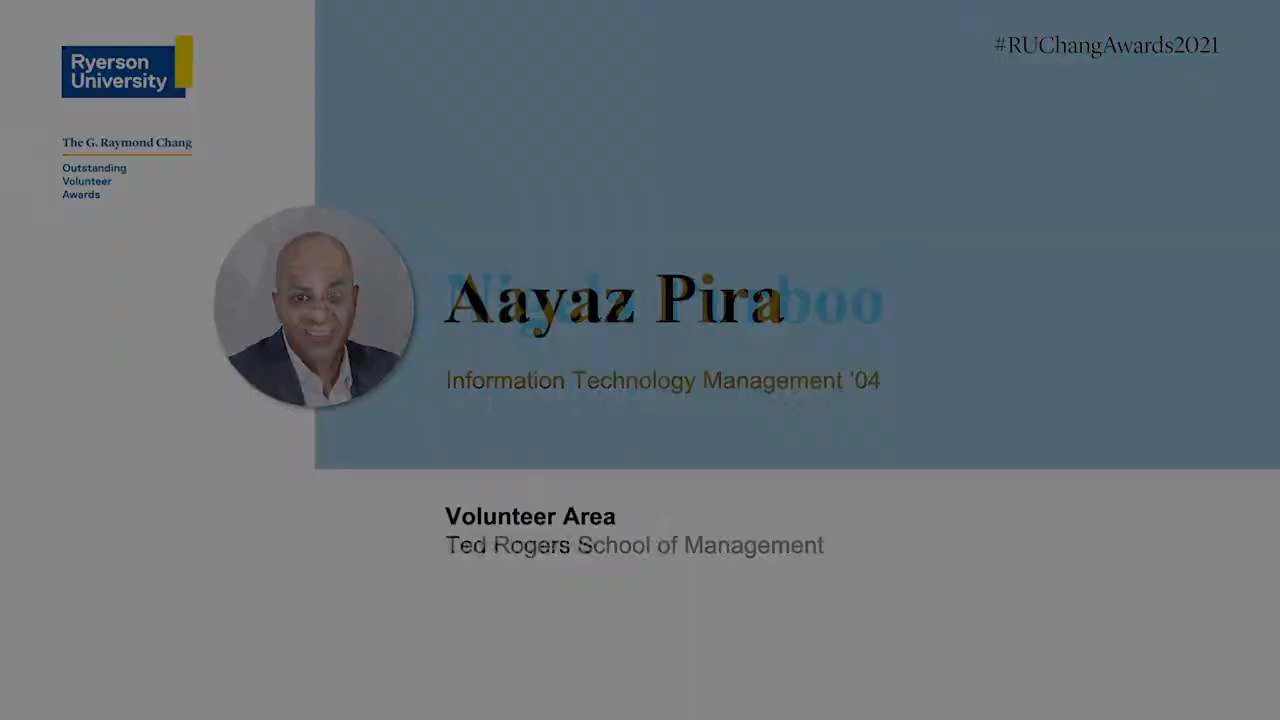 Ryerson
University
#RUChangAwards2021
The G. Raymond Chang
Outstanding
Volunteer
Awards
Aayaz Pira
Information Technology Management '04
Volunteer Area
Ted Rogers School of Management